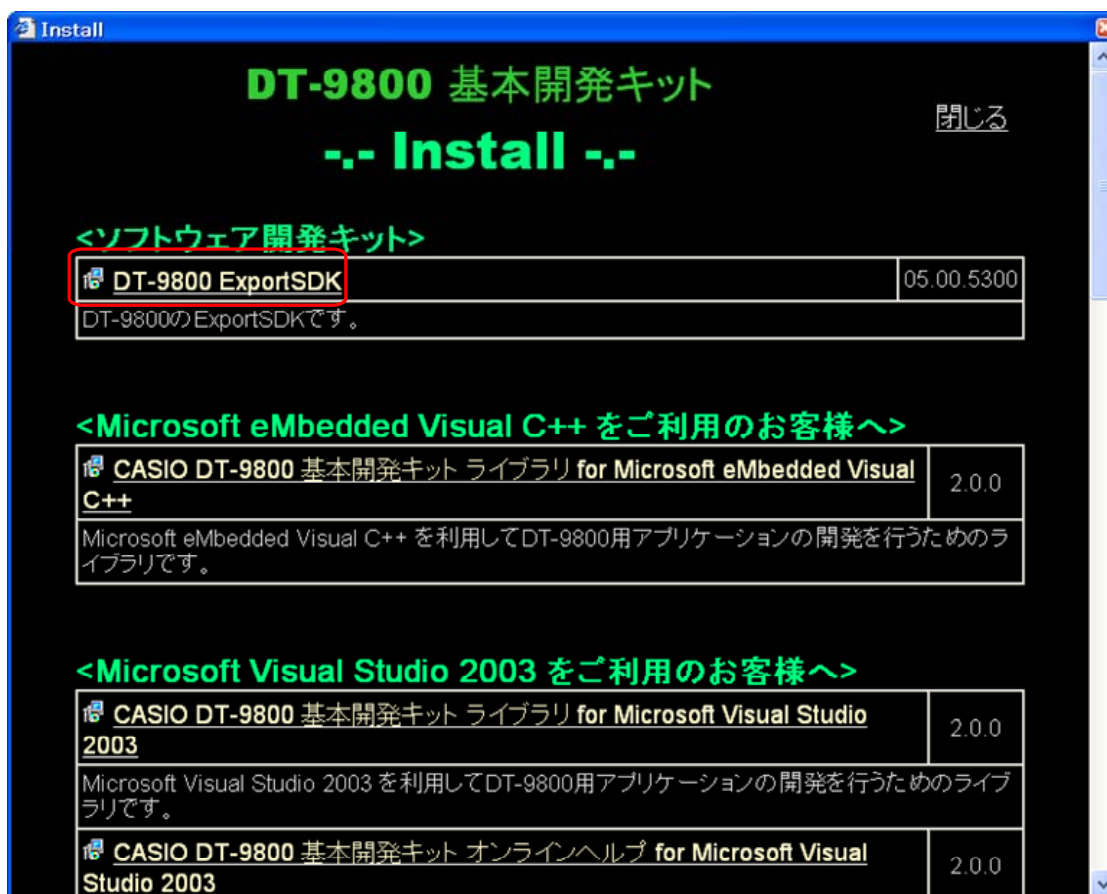 Install
DT-9800 基本開発キット
閉じる
-.- Install -.-
<ソフトウェア開発キット>
DT-9800 ExportSDK
05.00.5300
DT-9800のExportSDKです。
<Microsoft eMbedded Visual C++ をご利用のお客様へ>
CASIO DT-9800 基本開発キット ライブラリ for Microsoft eMbedded Visual
C++
2.0.0
Microsoft eMbedded Visual C++ を利用してDT-9800用アプリケーションの開発を行うためのラ
イブラリです。
<Microsoft Visual Studio 2003 をご利用のお客様へ>
CASIO DT-9800 基本開発キット ライブラリ for Microsoft Visual Studio
2003
2.0.0
Microsoft Visual Studio 2003 を利用してDT-9800用アプリケーションの開発を行うためのライブ
ラリです。
CASIO DT-9800 基本開発キット オンラインヘルプ for Microsoft Visual
Studio 2003
2.0.0